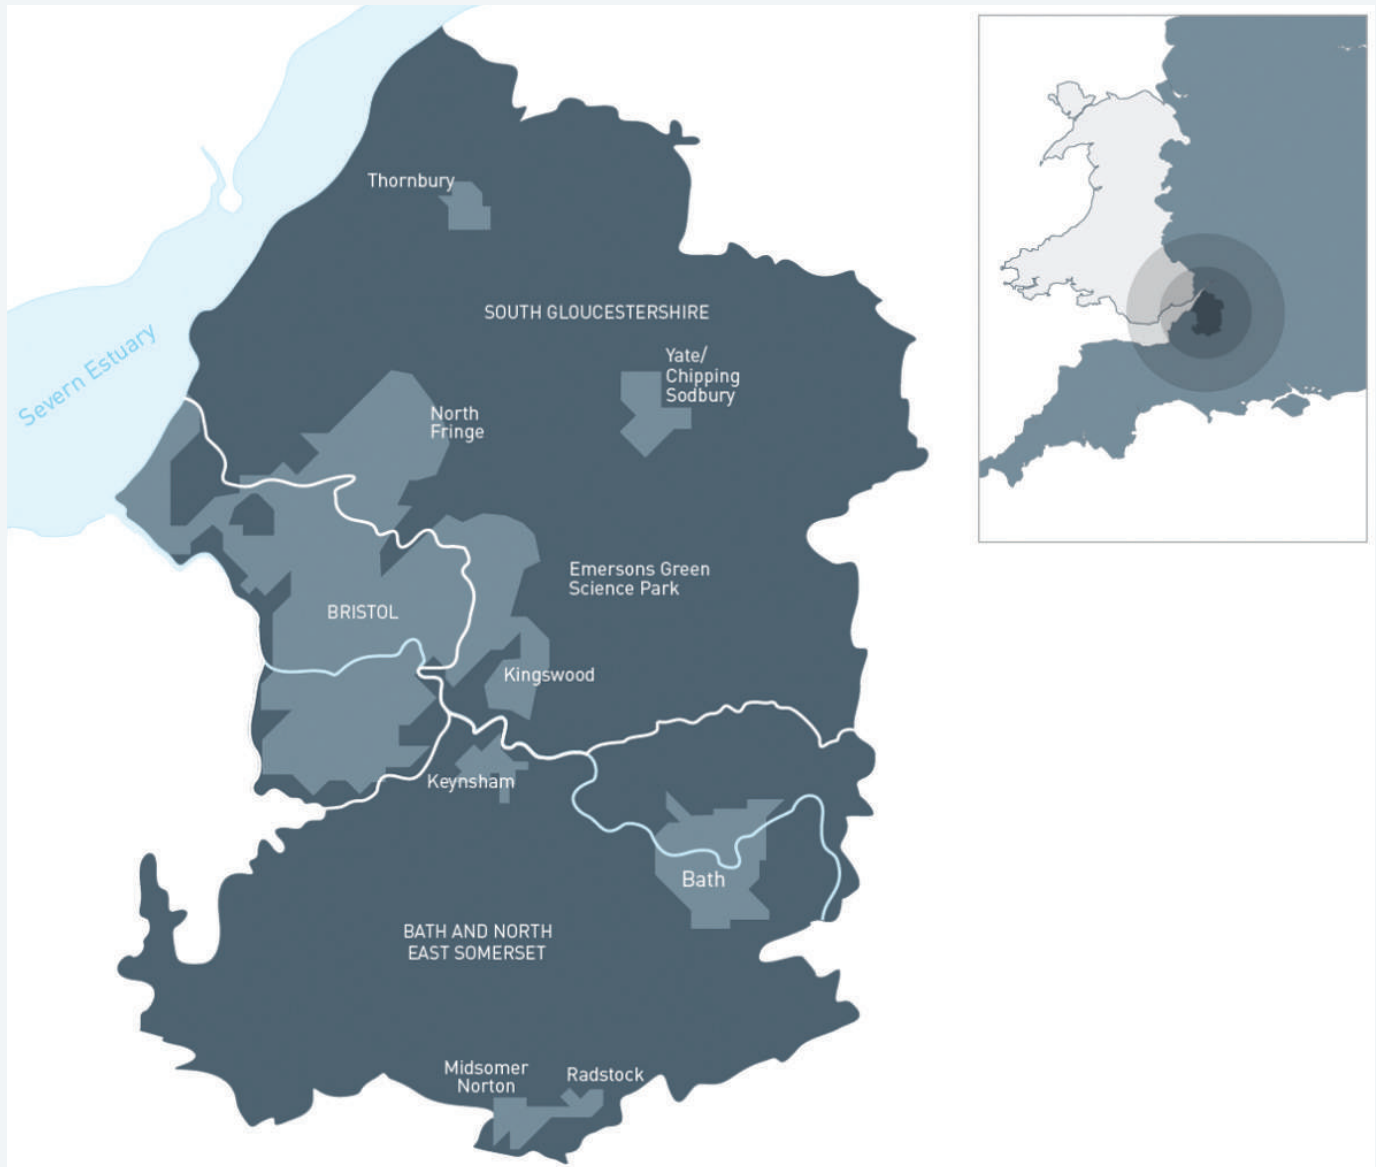 Thornbury
SOUTH GLOUCESTERSHIRE
Severn Estuary
Yate/
Chipping
Sodbury
North
Fringe
Emersons Green
Science Park
BRISTOL
Kingswood
Keynsham
Bath
BATH AND NORTH
EAST SOMERSET
Midsomer
Norton
Radstock